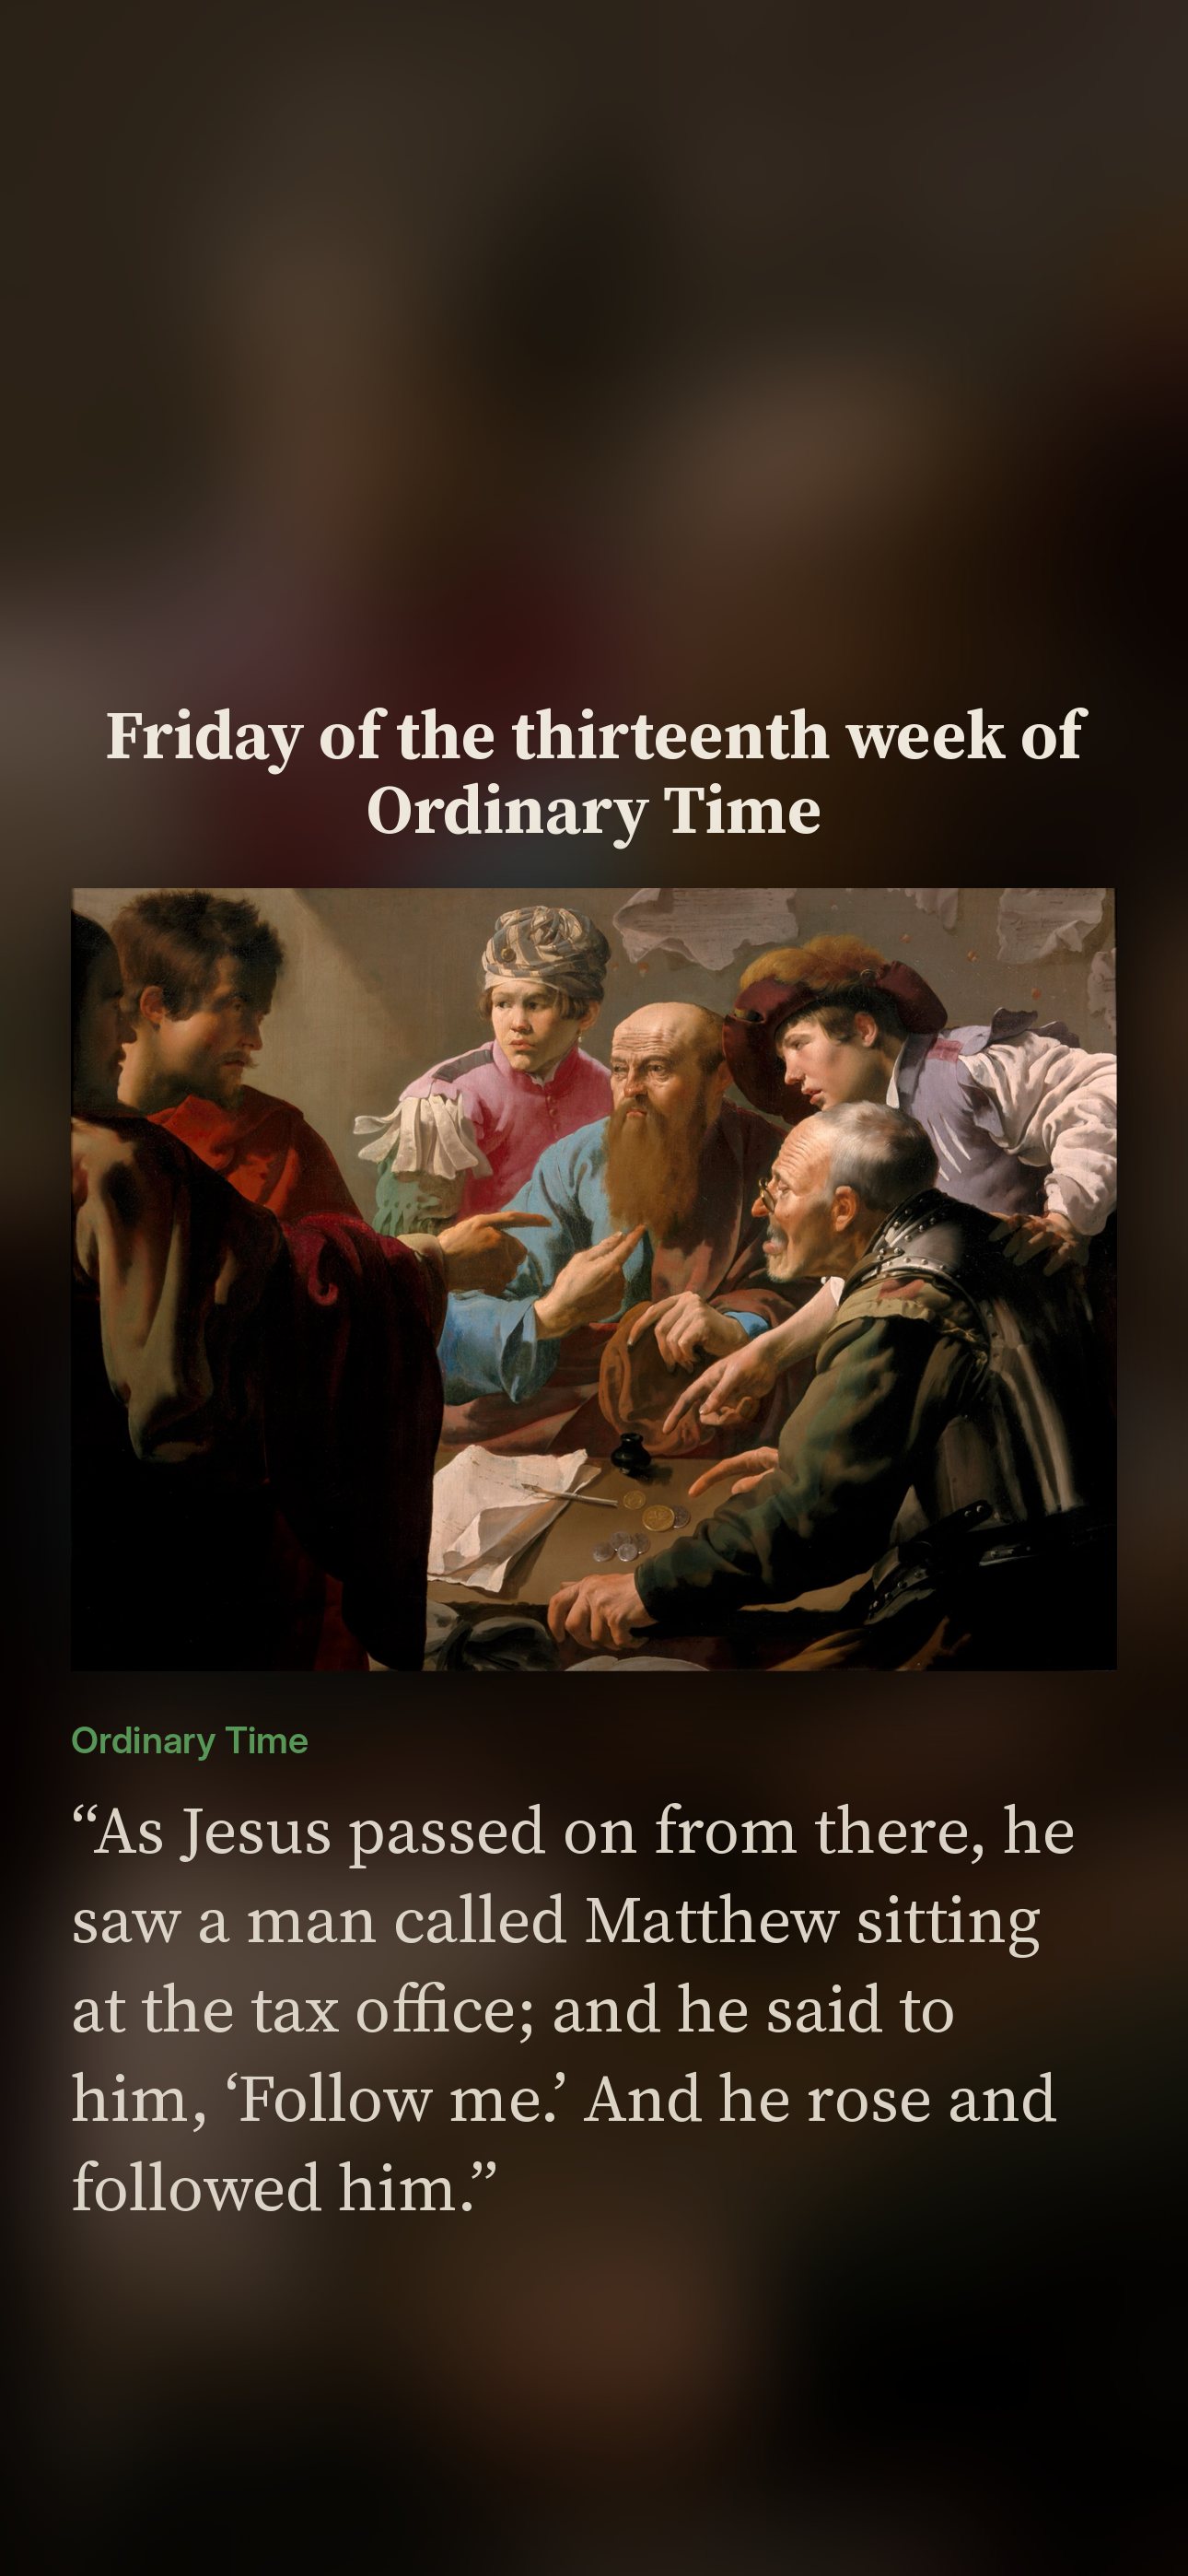 Friday of the thirteenth week of
Ordinary Time
Ordinary Time
“As Jesus passed on from there, he
saw a man called Matthew sitting
at the tax office; and he said to
him, ‘Follow me.’ And he rose and
followed him.”